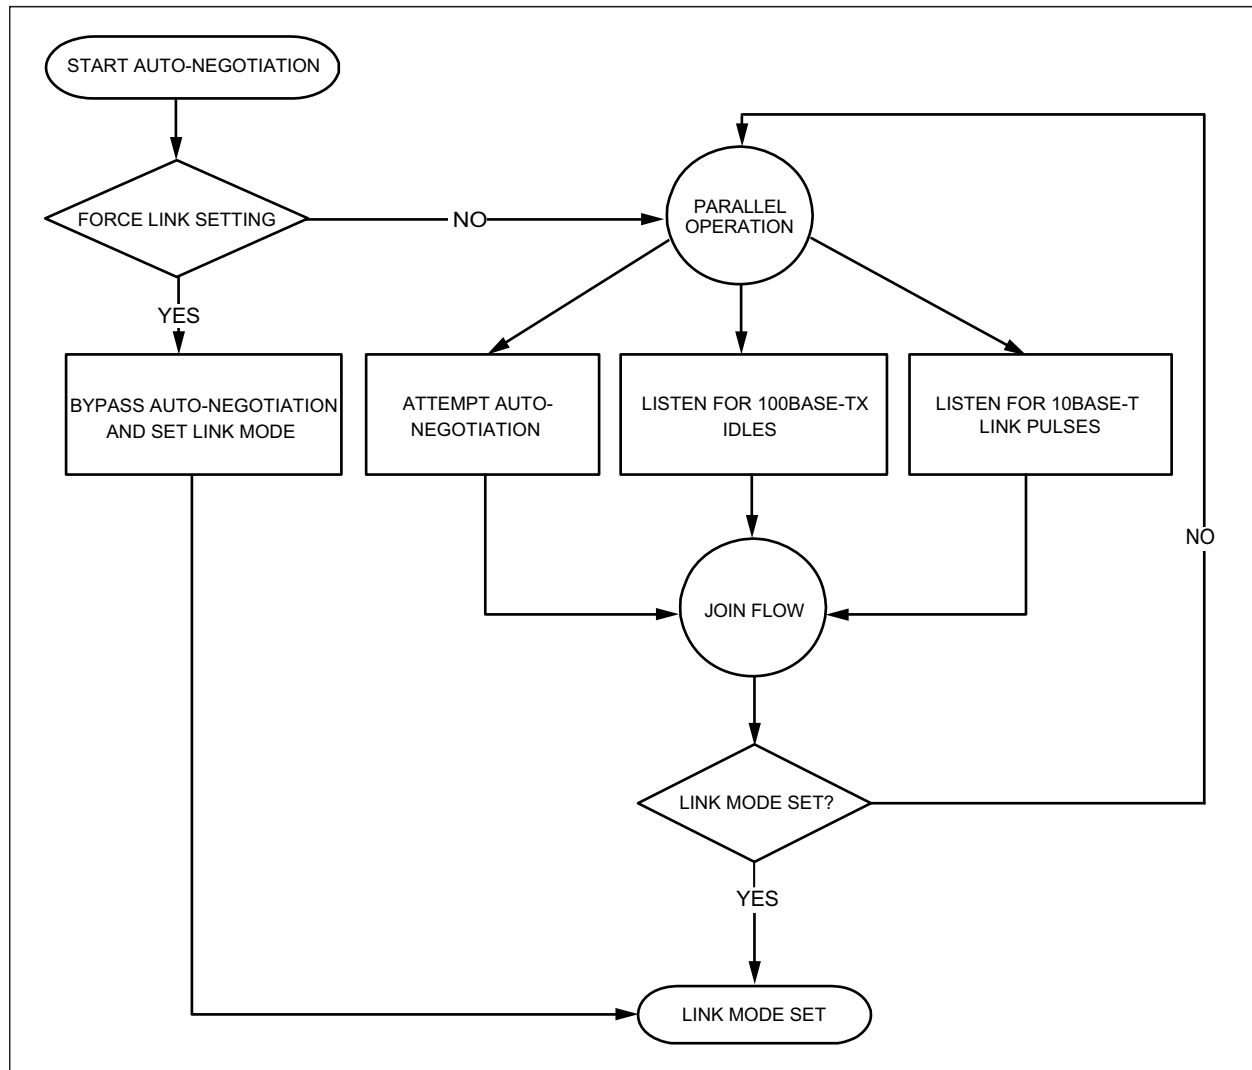 START AUTO-NEGOTIATION
FORCE LINK SETTING
NO
PARALLEL
OPERATION
YES
BYPASS AUTO-NEGOTIATION
AND SET LINK MODE
ATTEMPT AUTO-
NEGOTIATION
LISTEN FOR 100BASE-TX
IDLES
LISTEN FOR 10BASE-T
LINK PULSES
NO
JOIN FLOW
LINK MODE SET?
YES
LINK MODE SET